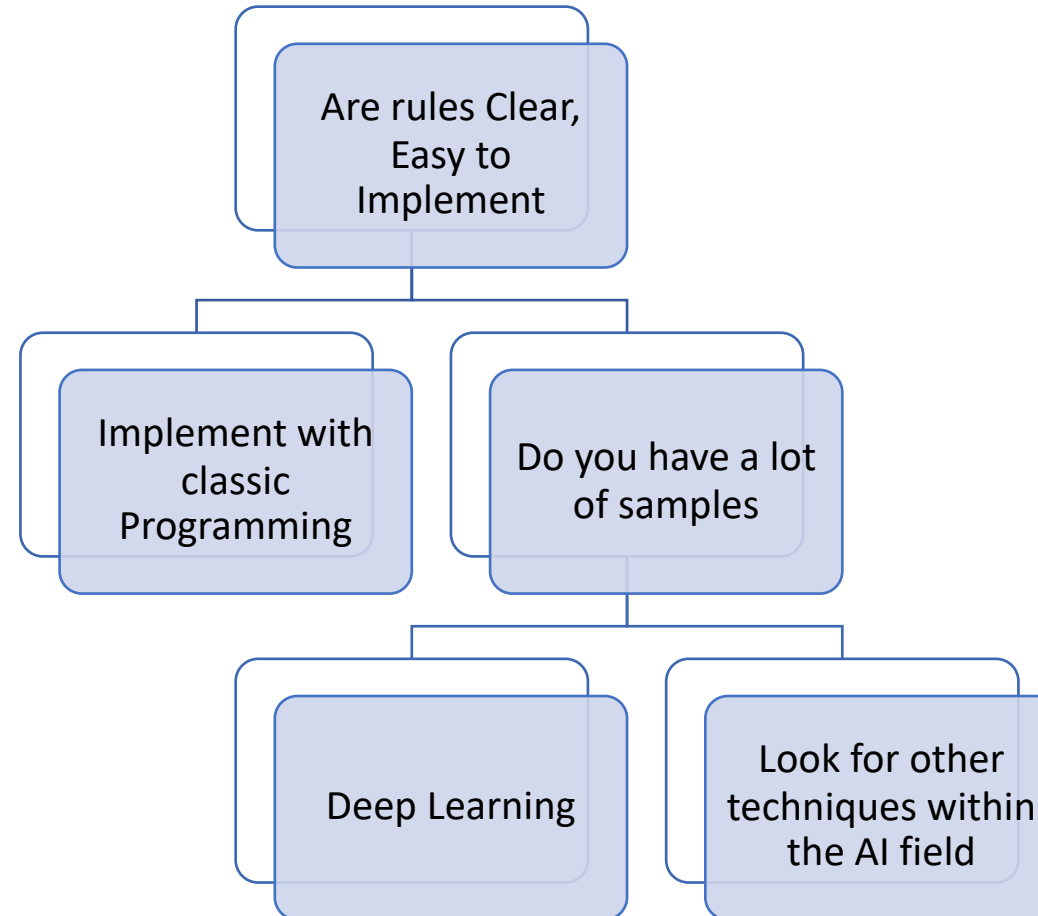 Are rules Clear,
Easy to
Implement
Implement with
classic
Programming
Do you have a lot
of samples
Deep Learning
Look for other
techniques within
the AI field